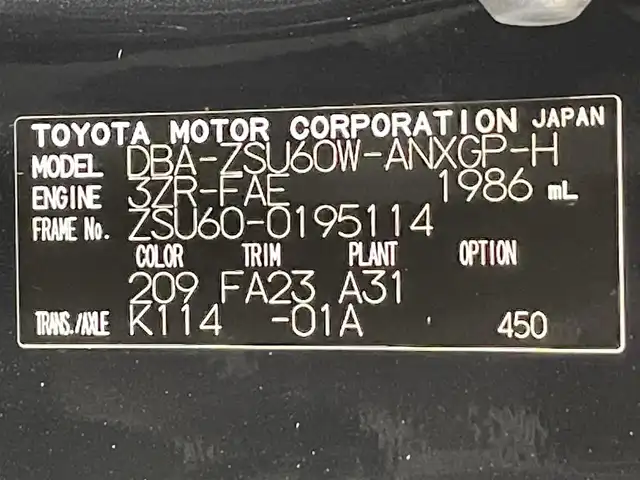 TOYOTA MOTOR CORPORATION JAPAN
MODEL DBA-ZSU60W-ANXGP-H
ENGINE 3ZR-FAE 1986 mL
FRAME No. ZSU60-0195114
COLOR TRIM PLANT OPTION
209 FA23 A31
TRANS./AXLE K114 -01A 450